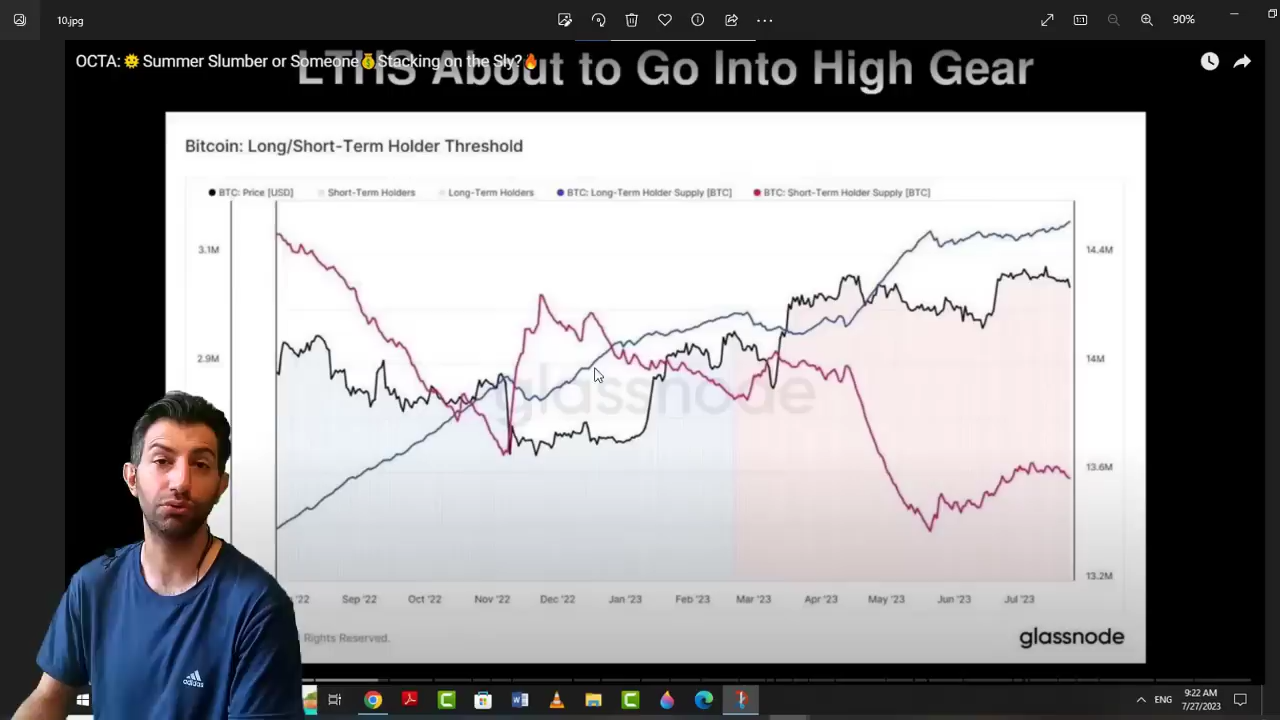 10.jpg
90%
OCTA: 🌞Summer Slumber or Someone💰Stacking on the Sly?🔥
LTHS About to Go Into High Gear
Bitcoin: Long/Short-Term Holder Threshold
BTC: Price [USD] Short-Term Holders Long-Term Holders BTC: Long-Term Holder Supply [BTC] BTC: Short-Term Holder Supply [BTC]
3.1M 14.4M
2.9M 14M
glassnode
13.6M
13.2M
'22 Sep '22 Oct '22 Nov '22 Dec '22 Jan '23 Feb '23 Mar '23 Apr '23 May '23 Jun '23 Jul '23
Rights Reserved. glassnode
adidas
ENG 9:22 AM
7/27/2023